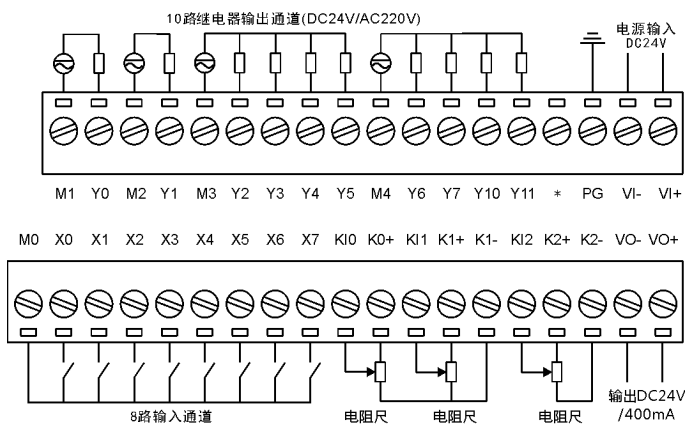 10路继电器输出通道(DC24V/AC220V)
电源输入
DC24V
M1 Y0 M2 Y1 M3 Y2 Y3 Y4 Y5 M4 Y6 Y7 Y10 Y11 * PG VI- VI+
M0 X0 X1 X2 X3 X4 X5 X6 X7 KI0 K0+ KI1 K1+ K1- KI2 K2+ K2- VO- VO+
8路输入通道 电阻尺 电阻尺 电阻尺
输出DC24V
/400mA